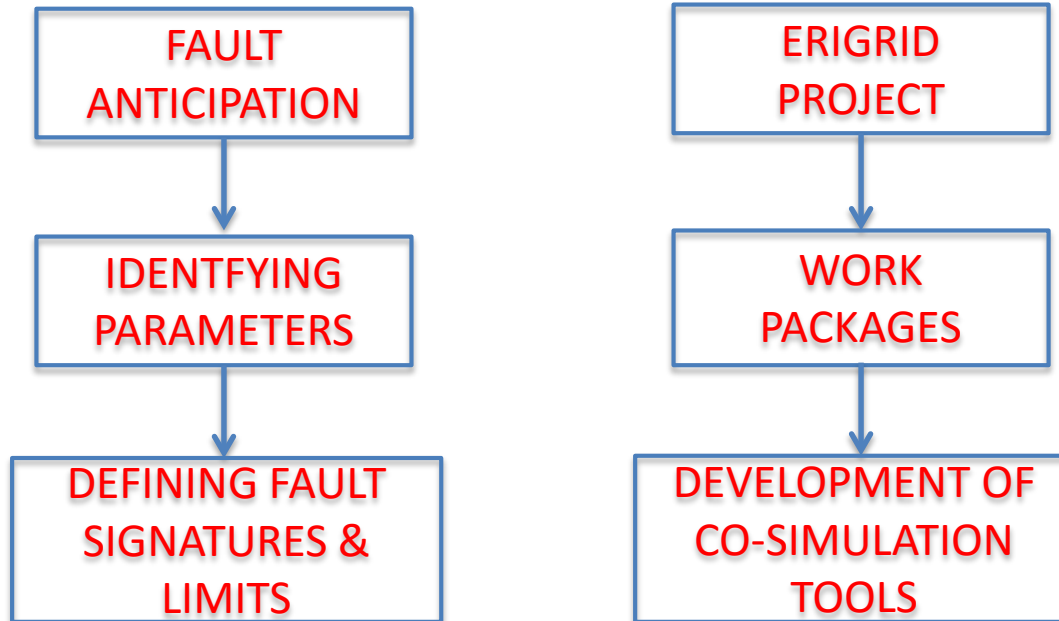 FAULT
ANTICIPATION
IDENTFYING
PARAMETERS
DEFINING FAULT
SIGNATURES &
LIMITS
ERIGRID
PROJECT
WORK
PACKAGES
DEVELOPMENT OF
CO-SIMULATION
TOOLS